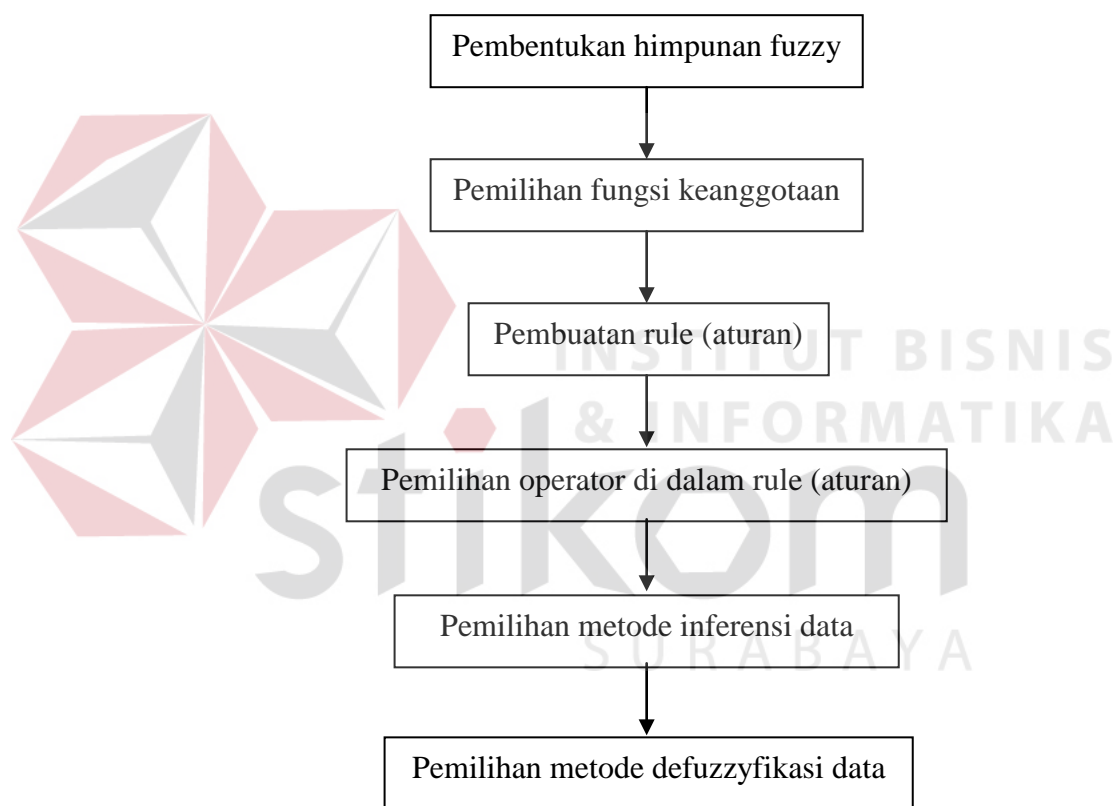 Pembentukan himpunan fuzzy
Pemilihan fungsi keanggotaan
Pembuatan rule (aturan)
INSTITUT BISNIS
& INFORMATIKA
Pemilihan operator di dalam rule (aturan)
stikom
Pemilihan metode inferensi data
SURABAYA
Pemilihan metode defuzzyfikasi data